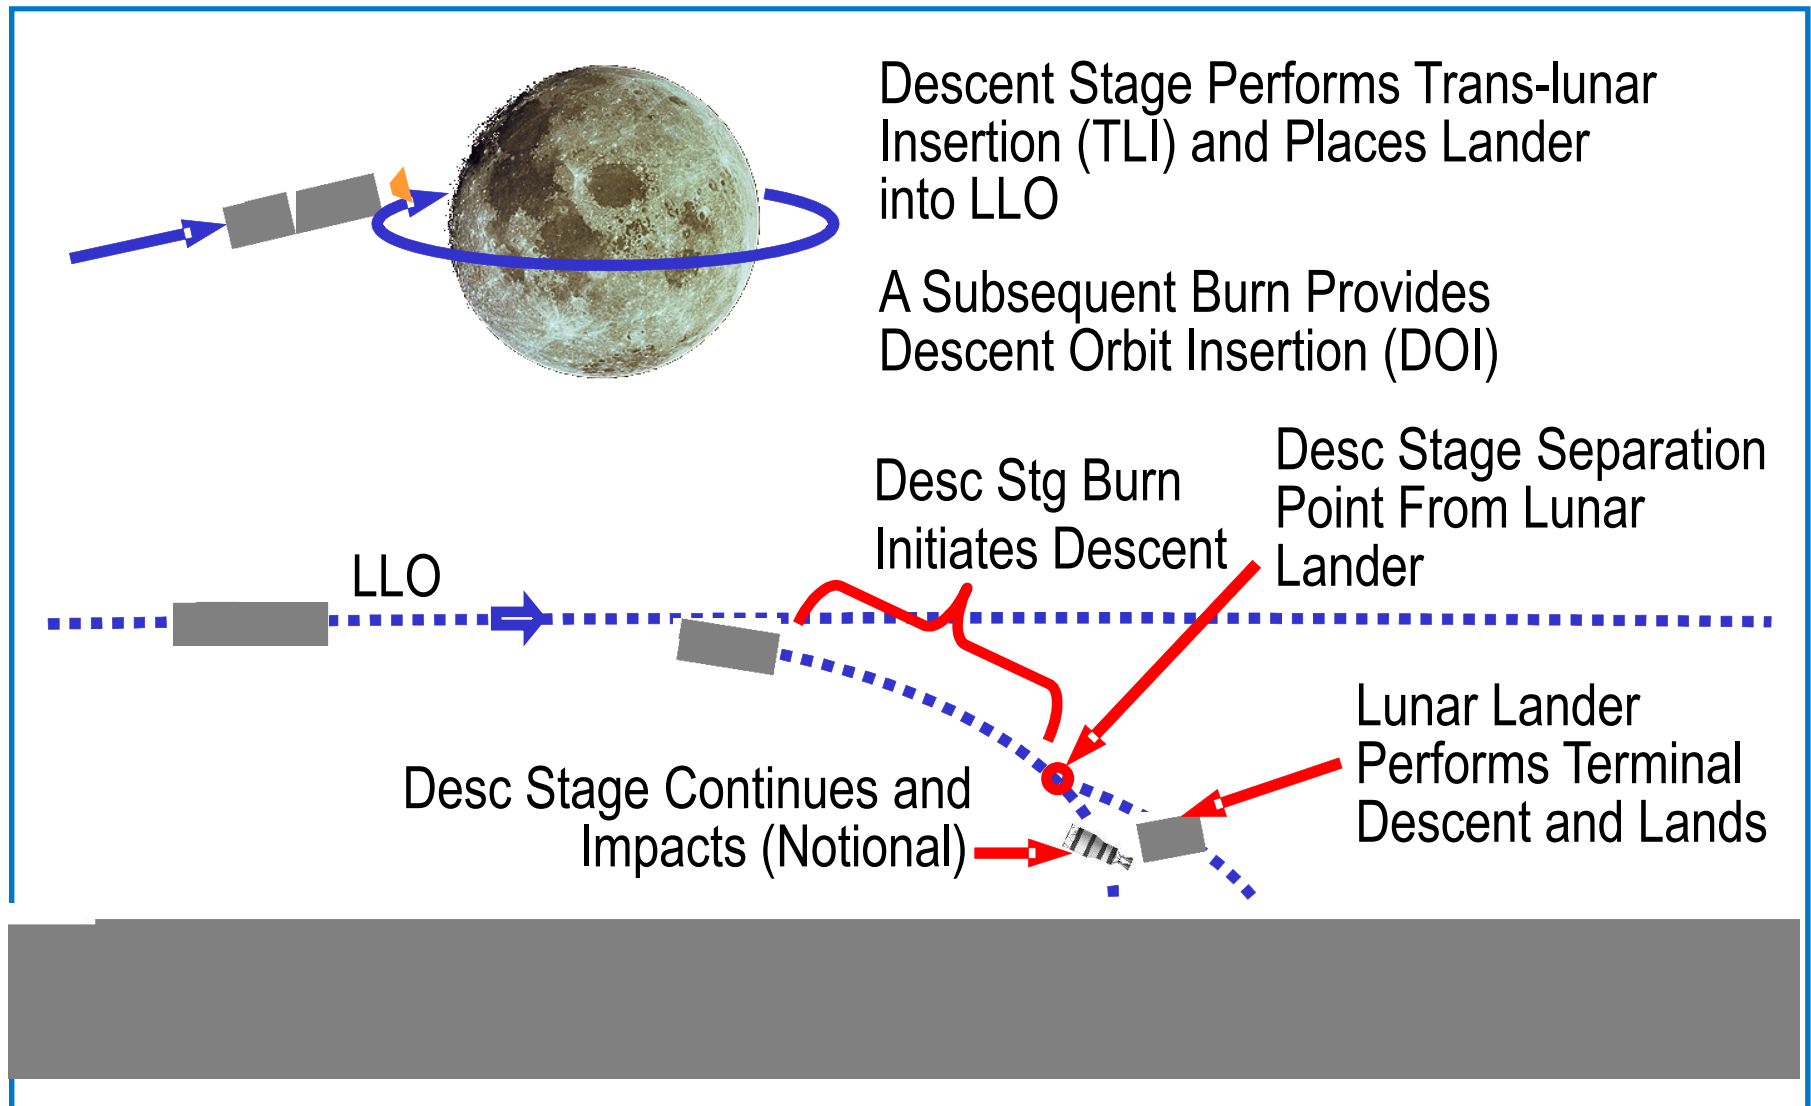 Descent Stage Performs Trans-lunar
Insertion (TLI) and Places Lander
into LLO
A Subsequent Burn Provides
Descent Orbit Insertion (DOI)
Desc Stg Burn
Initiates Descent
Desc Stage Separation
Point From Lunar
Lander
LLO
Lunar Lander
Performs Terminal
Descent and Lands
Desc Stage Continues and
Impacts (Notional)